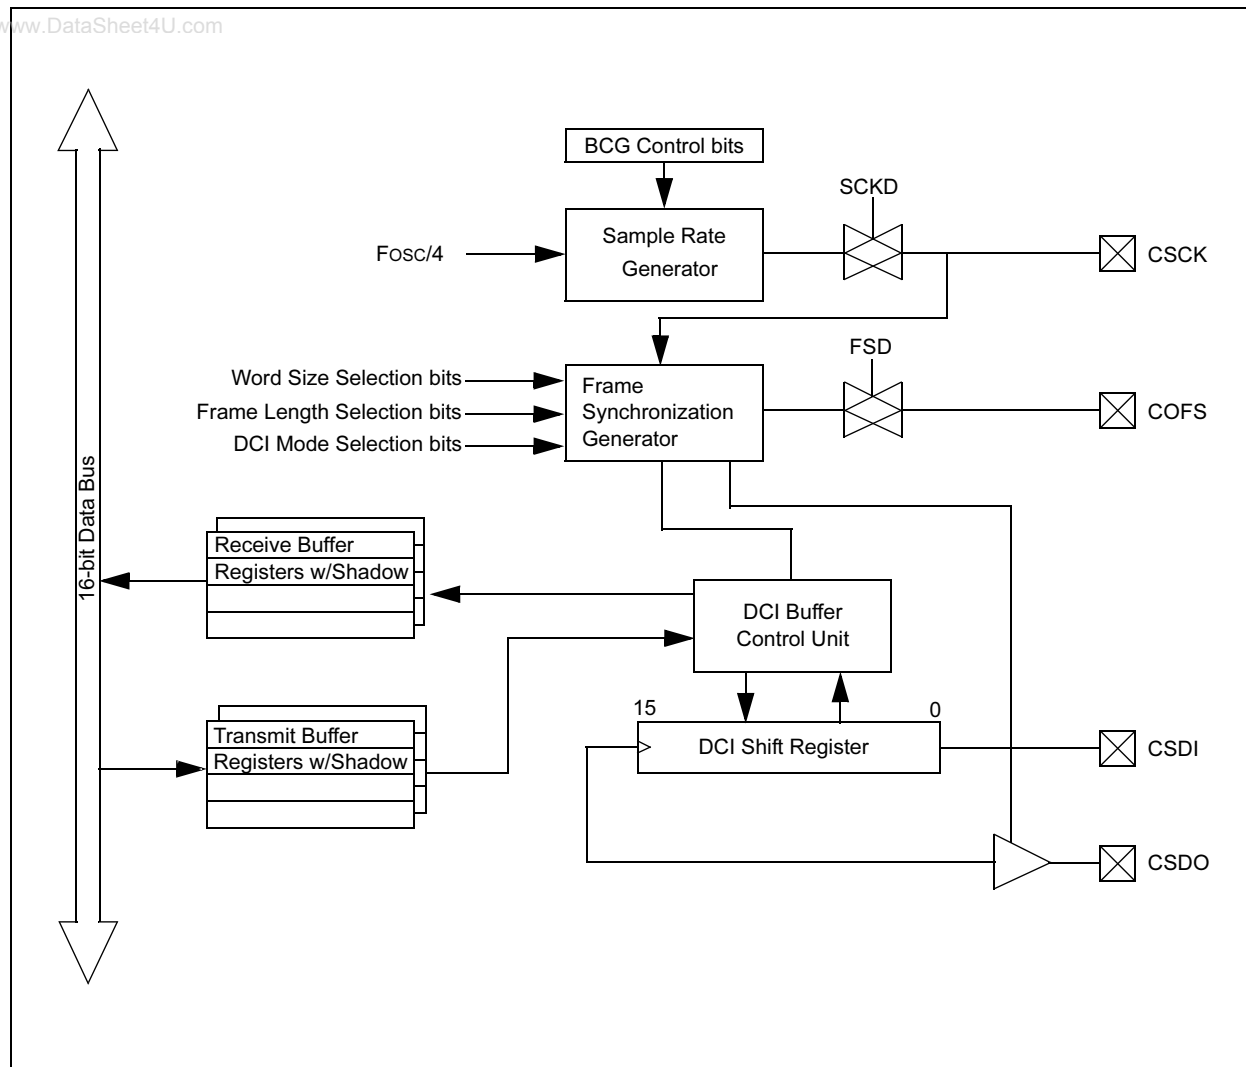 www.DataSheet4U.com
BCG Control bits
SCKD
Sample Rate
Generator
FOSC/4
CSCK
FSD
Word Size Selection bits
Frame Length Selection bits
DCI Mode Selection bits
Frame
Synchronization
Generator
COFS
16-bit Data Bus
Receive Buffer
Registers w/Shadow
DCI Buffer
Control Unit
Transmit Buffer
Registers w/Shadow
15
0
DCI Shift Register
CSDI
CSDO